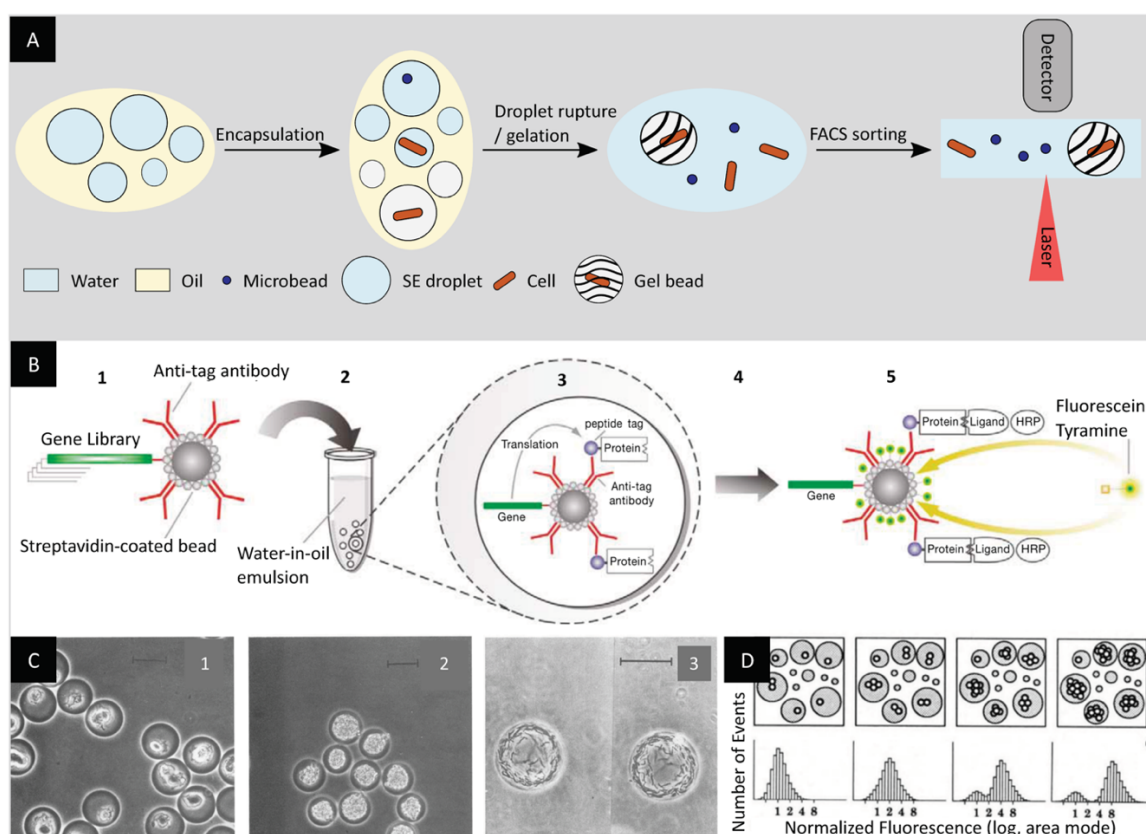 A
Encapsulation
Droplet rupture
/ gelation
FACS sorting
Detector
Laser
Water
Oil
Microbead
SE droplet
Cell
Gel bead
B
1
2
3
4
5
Anti-tag antibody
Gene Library
Streptavidin-coated bead
Water-in-oil
emulsion
Translation
peptide tag
Protein
Anti-tag
antibody
Gene
Protein
Protein
Ligand
HRP
Gene
Protein
Ligand
HRP
Fluorescein
Tyramine
C
1
2
3
D
Number of Events
1 2 4 8
1 2 4 8
1 2 4 8
1 2 4 8
Normalized Fluorescence (log, area mode)